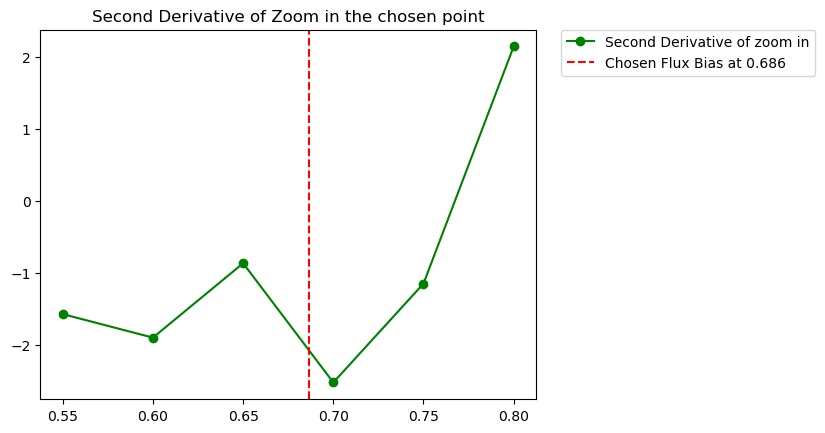 Second Derivative of Zoom in the chosen point
Second Derivative of zoom in
Chosen Flux Bias at 0.686
2
1
0
−1
−2
0.55 0.60 0.65 0.70 0.75 0.80